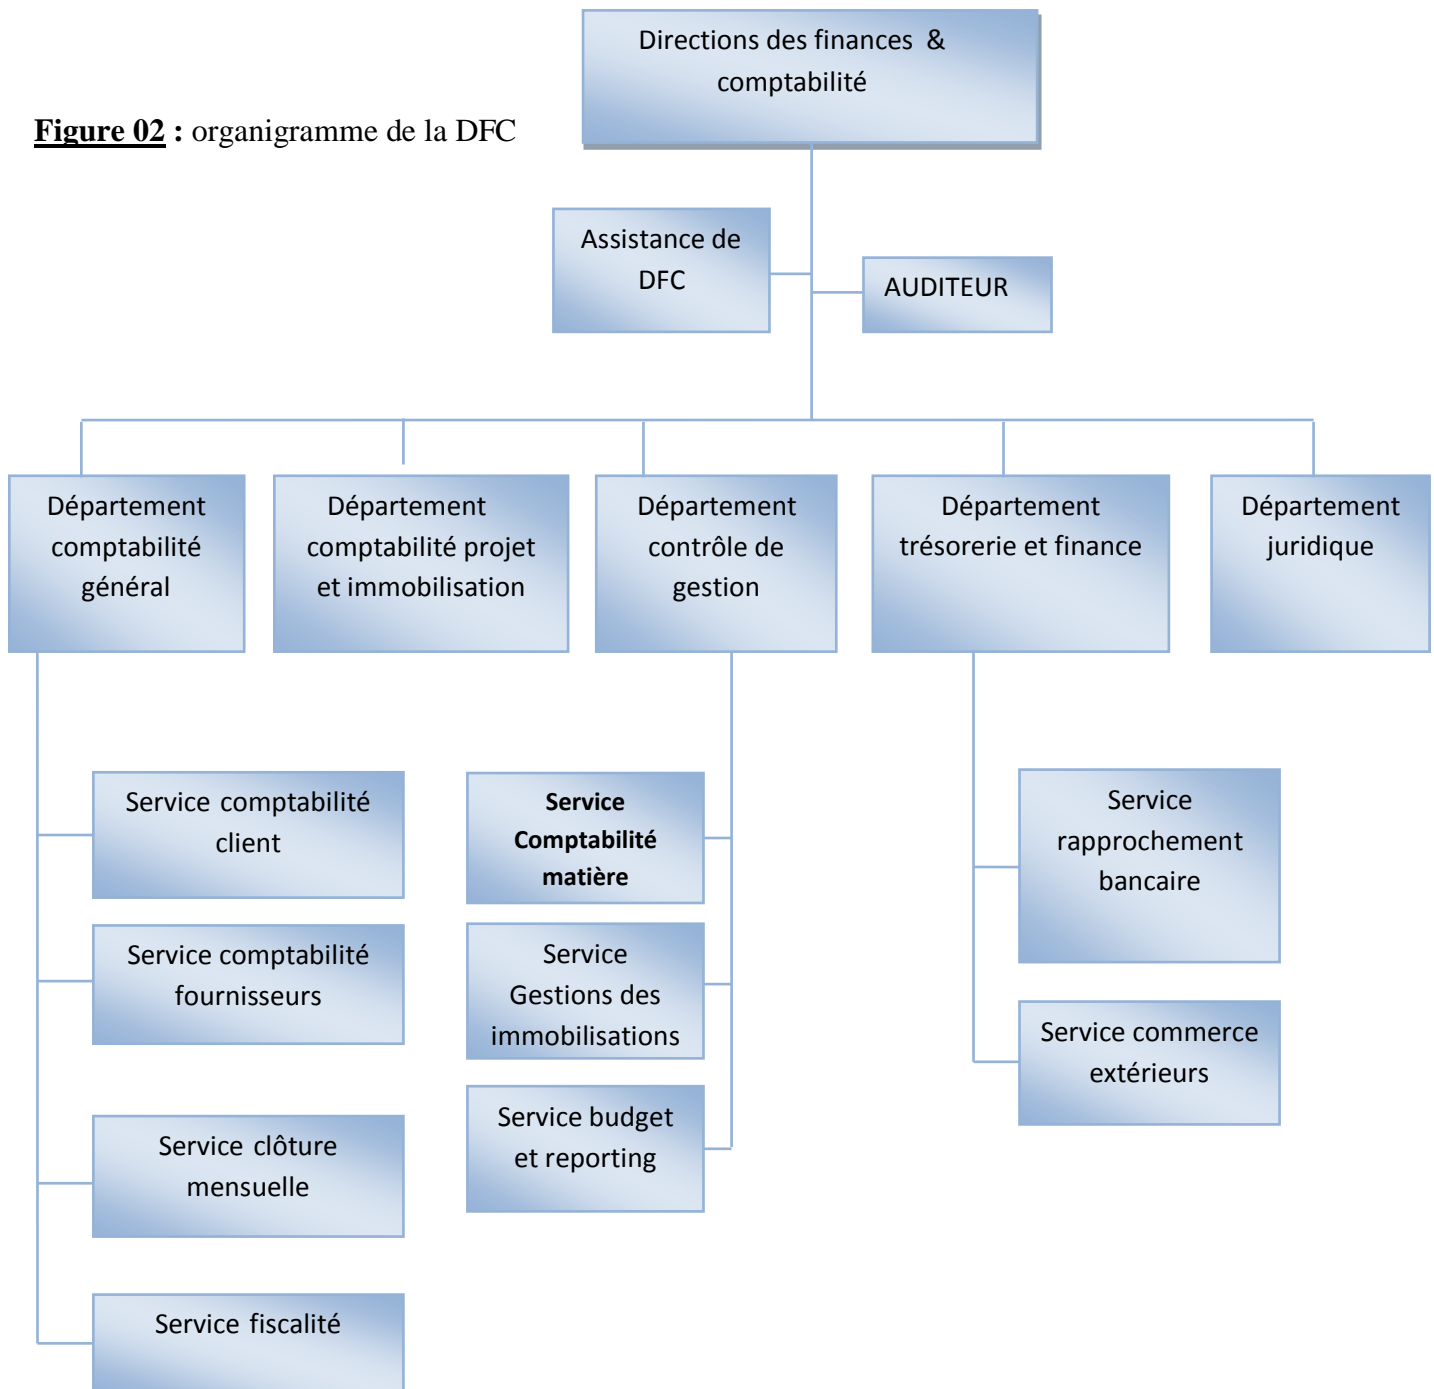 Directions des finances &
comptabilité
Figure 02 : organigramme de la DFC
Assistance de
DFC
AUDITEUR
Département
comptabilité
général
Département
comptabilité projet
et immobilisation
Département
contrôle de
gestion
Département
trésorerie et finance
Département
juridique
Service comptabilité
client
Service comptabilité
fournisseurs
Service clôture
mensuelle
Service fiscalité
Service
Comptabilité
matière
Service
Gestions des
immobilisations
Service budget
et reporting
Service
rapprochement
bancaire
Service commerce
extérieurs